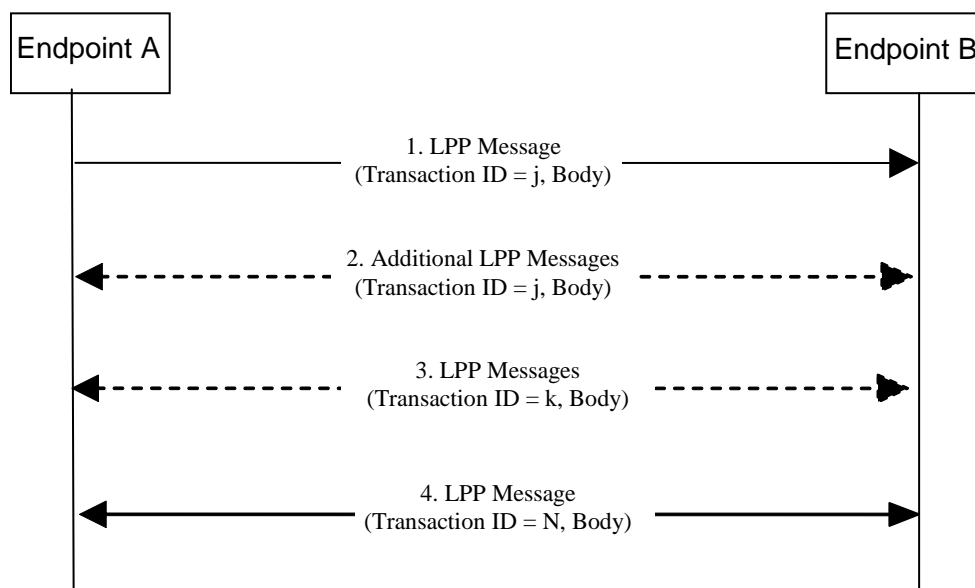 Endpoint A
Endpoint B
1. LPP Message
(Transaction ID = j, Body)
2. Additional LPP Messages
(Transaction ID = j, Body)
3. LPP Messages
(Transaction ID = k, Body)
4. LPP Message
(Transaction ID = N, Body)